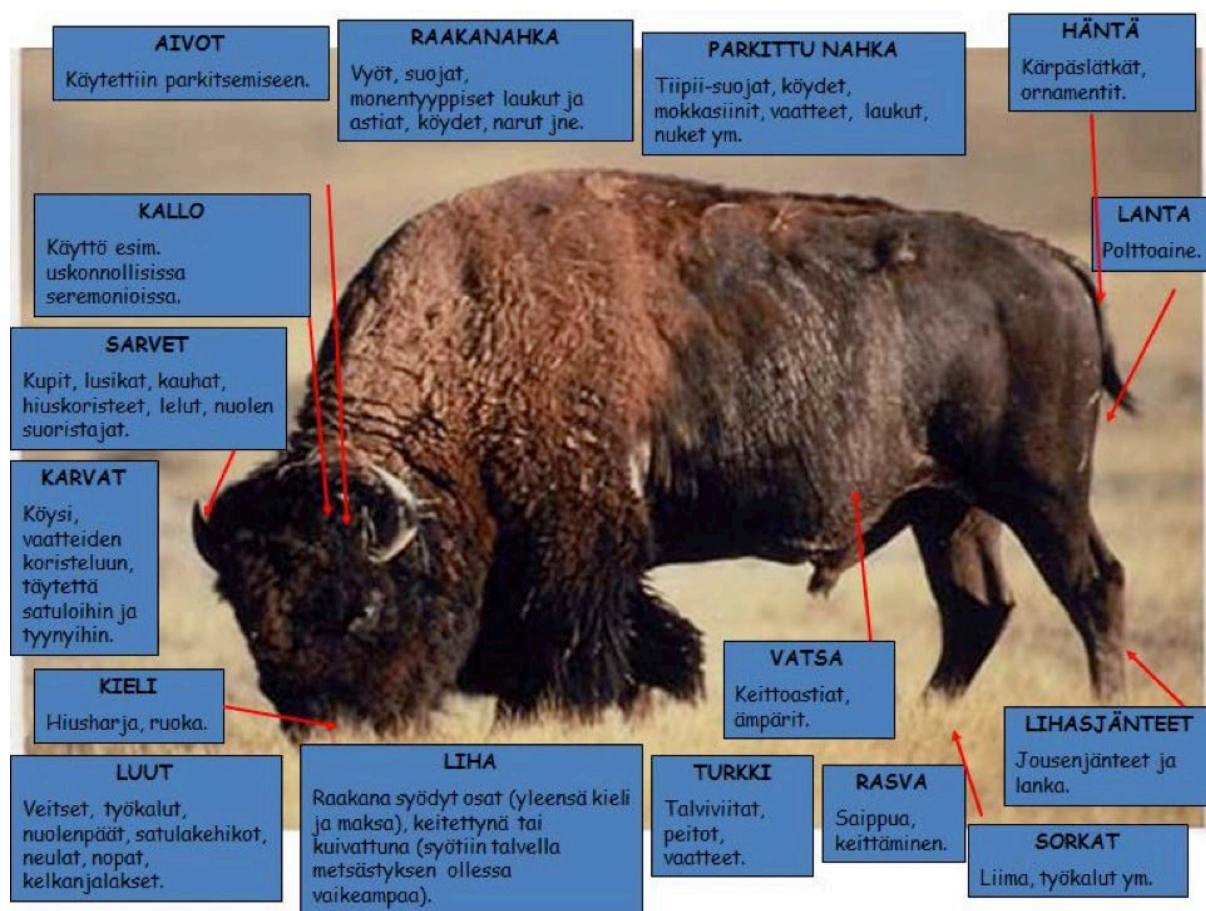 AIVOT
Käytettiin parkitsemiseen.
RAAKANAHKA
Vyöt, suojat,
monentyyppiset laukut ja
astiat, köydet, narut jne.
PARKITTU NAHKA
Tiipii-suojat, köydet,
mokkasiinit, vaatteet, laukut,
nuket ym.
HÄNTÄ
Kärpäslätkät,
ornamentit.
KALLO
Käyttö esim.
uskonnollisissa
seremonioissa.
LANTA
Polttoaine.
SARVET
Kupit, lusikat, kauhat,
hiuskoristeet, lelut, nuolen
suoristajat.
KARVAT
Köysi,
vaatteiden
koristeluun,
täytettä
satuloihin ja
tyynyihin.
VATSA
Keittoastiat,
ämpärit.
KIELI
Hiusharja, ruoka.
LIHASJÄNTEET
Jousenjänteet ja
lanka.
LUUT
Veitset, työkalut,
nuolenpäät, satulakehikot,
neulat, nopat,
kelkanjalakset.
LIHA
Raakana syödyt osat (yleensä kieli
ja maksa), keitettynä tai
kuivattuna (syötiin talvella
metsästyksen ollessa
vaikeampaa).
TURKKI
Talviviitat,
peitot,
vaatteet.
RASVA
Saippua,
keittäminen.
SORKAT
Liima, työkalut ym.